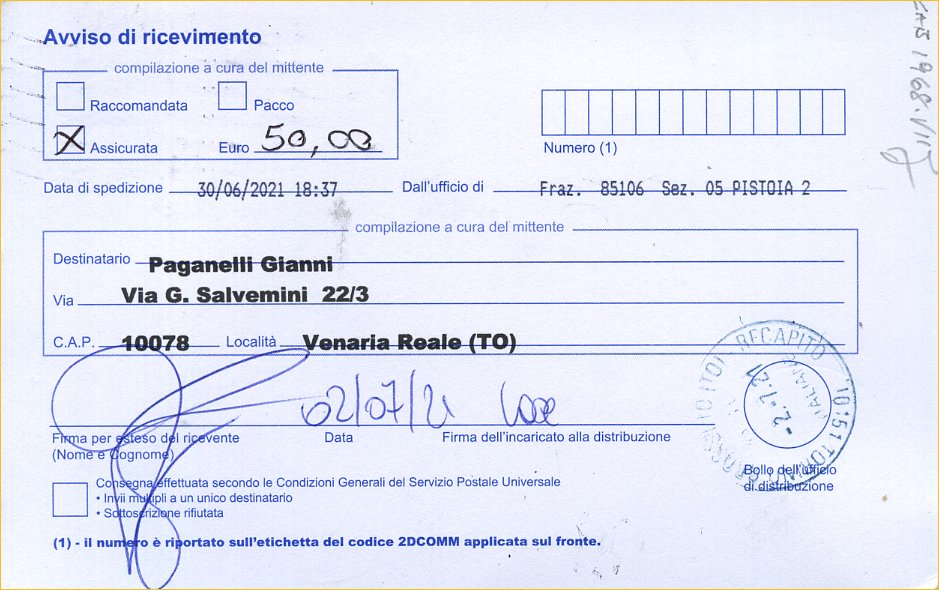 Avviso di ricevimento
compilazione a cura del mittente
Raccomandata Pacco
X Assicurata Euro 50,00
Numero (1)
Data di spedizione 30/06/2021 18:37 Dall'ufficio di Fraz. 85106 Sez. 05 PISTOIA 2
compilazione a cura del mittente
Destinatario Paganelli Gianni
Via Via G. Salvemini 22/3
C.A.P. 10078 Località Venaria Reale (TO)
02/07/21
Firma per esteso del ricevente Data Firma dell'incaricato alla distribuzione
(Nome e Cognome)
RECAPITO 10151 TORINO
-2.-7.21
Bollo dell'ufficio
di distribuzione
Consegna effettuata secondo le Condizioni Generali del Servizio Postale Universale
• Invii multipli a un unico destinatario
• Sottoscrizione rifiutata
(1) - il numero è riportato sull'etichetta del codice 2DCOMM applicata sul fronte.